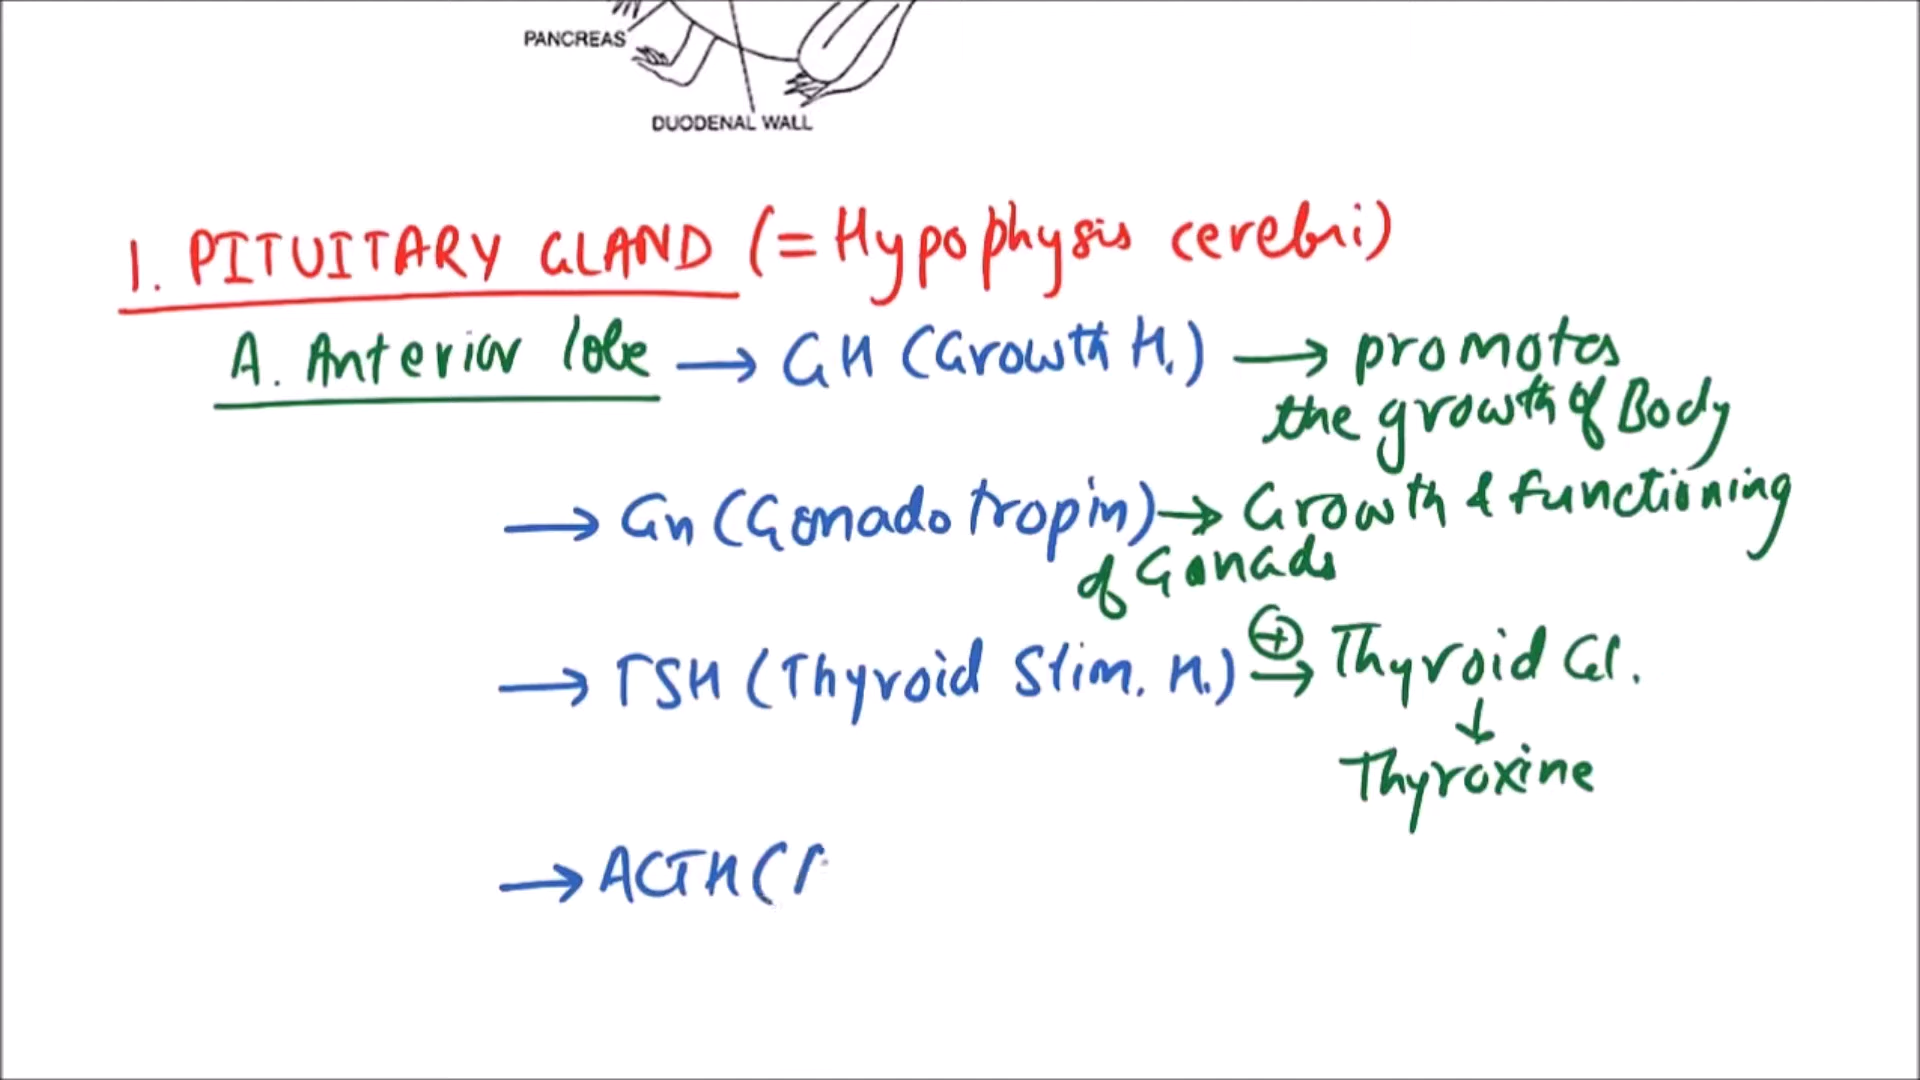 PANCREAS
DUODENAL WALL
1. PITUITARY GLAND (= Hypophysis cerebri)
A. Anterior lobe → GH (Growth H.) → promotes
the growth of Body
→ Gn (Gonadotropin) → Growth & functioning
of Gonads
→ TSH (Thyroid Stim. H.) ⊕→ Thyroid Gl.
↓
Thyroxine
→ ACTH (